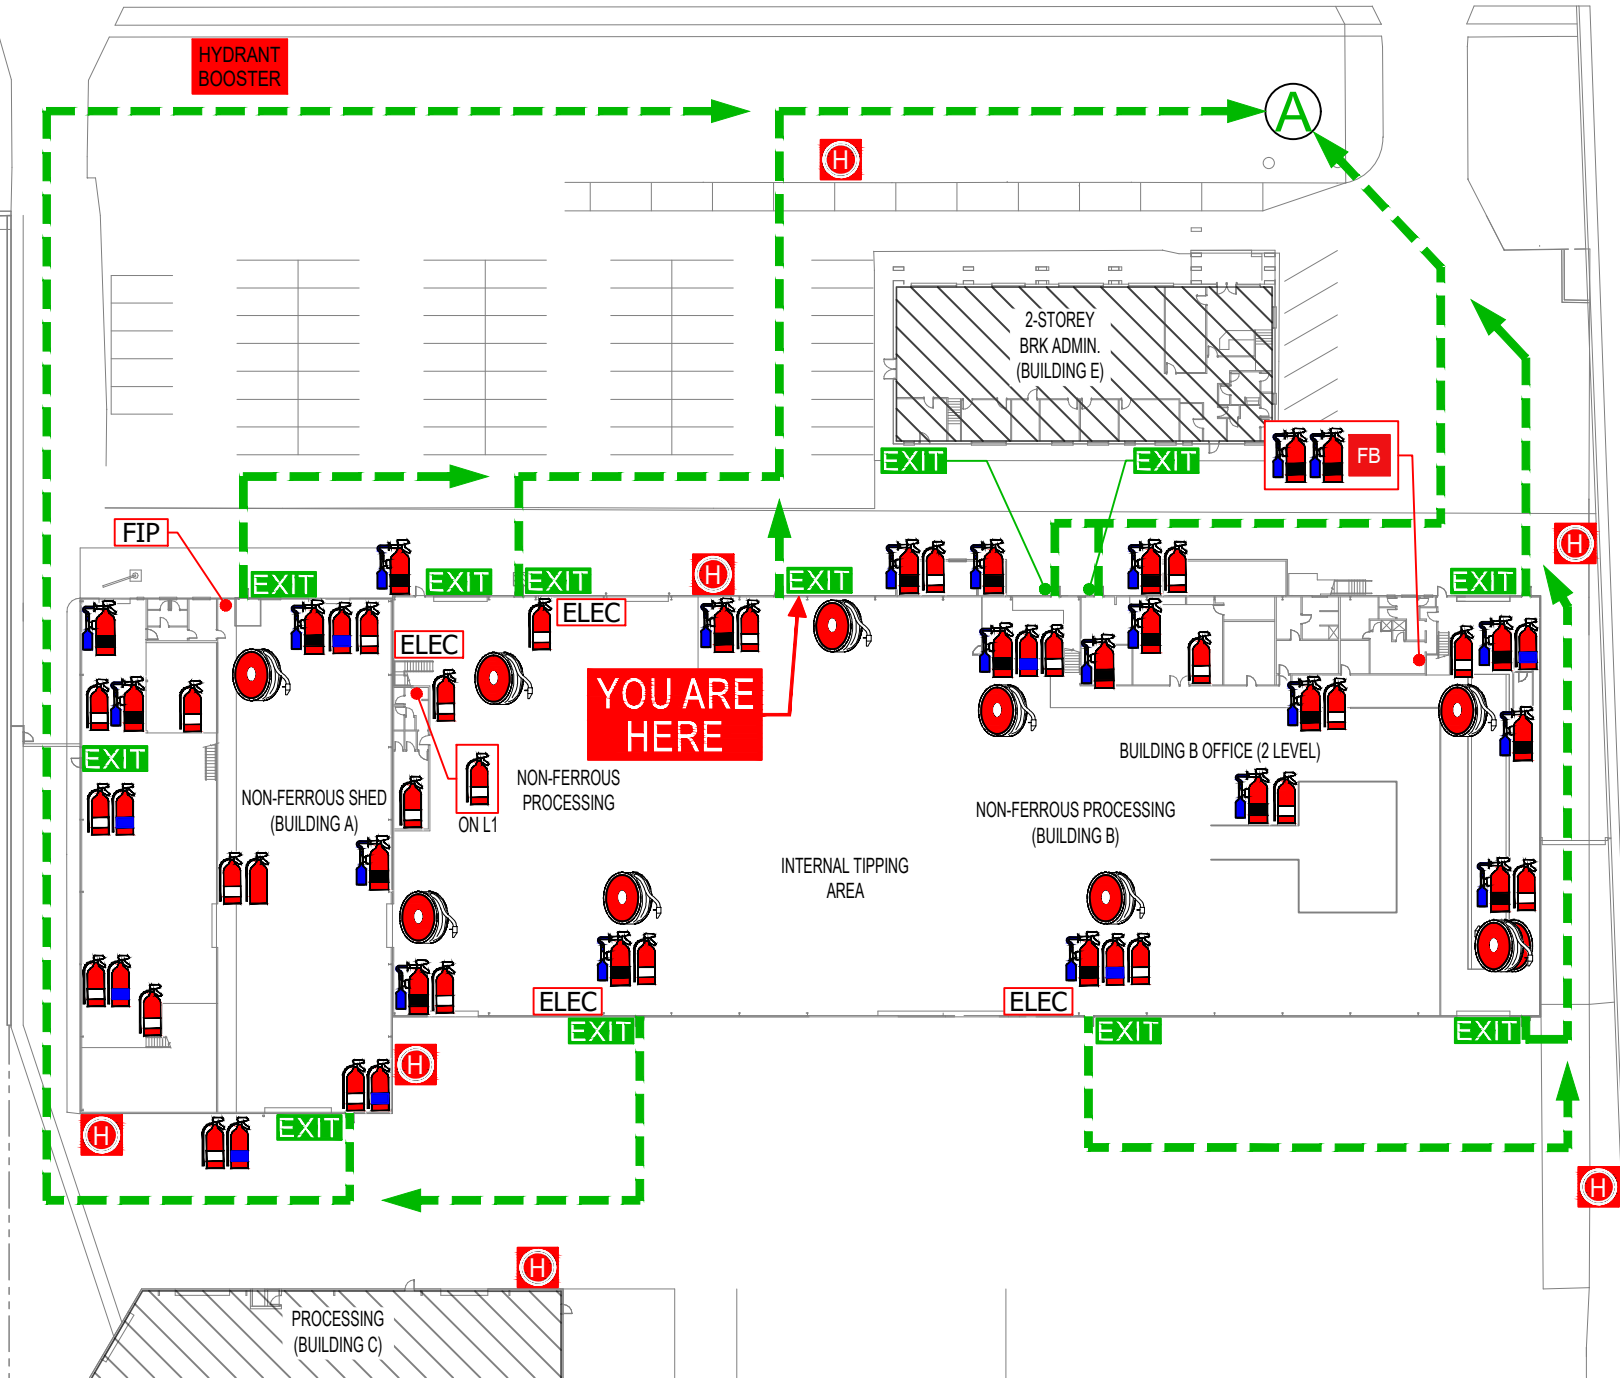 HYDRANT
BOOSTER
A
H
2-STOREY
BRK ADMIN.
(BUILDING E)
EXIT
EXIT
FB
FIP
H
H
EXIT
EXIT
EXIT
EXIT
EXIT
ELEC
ELEC
YOU ARE
HERE
EXIT
BUILDING B OFFICE (2 LEVEL)
NON-FERROUS
PROCESSING
NON-FERROUS SHED
(BUILDING A)
ON L1
NON-FERROUS PROCESSING
(BUILDING B)
INTERNAL TIPPING
AREA
ELEC
ELEC
EXIT
EXIT
EXIT
H
EXIT
H
H
H
PROCESSING
(BUILDING C)